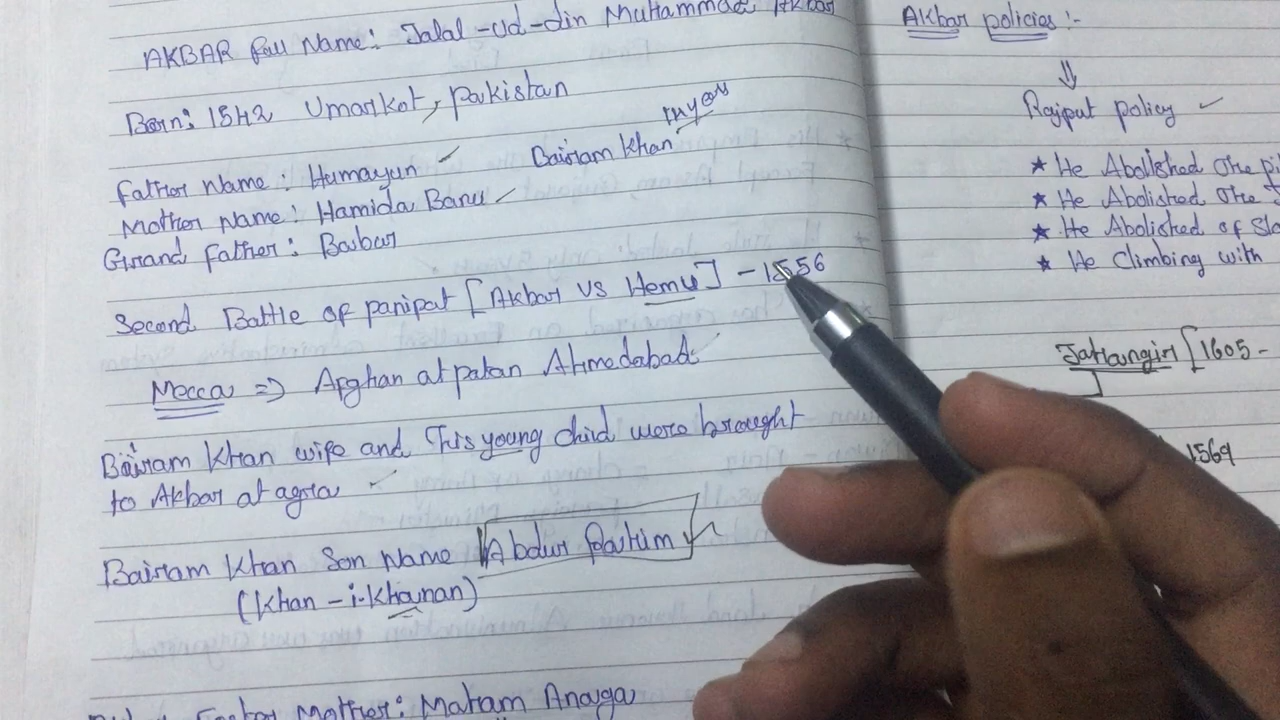 AKBAR full Name: Jalal-ud-din Muhammad Akbar
Born: 1542 Umarkot, Pakistan
Father Name: Humayun
Bairam Khan
Mother Name: Hamida Banu
Grand Father: Babar
Second Battle of panipat [Akbar vs Hemu] - 1556
Mecca => Afghan at patan Ahmedabad
Bairam Khan wife and His young child were brought
to Akbar at agra
Bairam Khan Son Name Abdur Rahim
(Khan-i-Khanan)
Mother: Maham Anaga
Akbar policies:-
⇓
Rajput policy ✓
★ He Abolished the
★ He Abolished the
★ He Abolished of
★ He Climbing with
Jahangir [1605-
1569